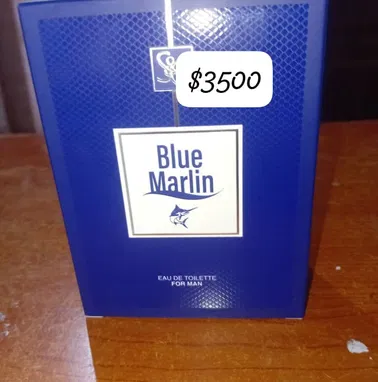 $3500
Blue
Marlin
EAU DE TOILETTE
FOR MAN